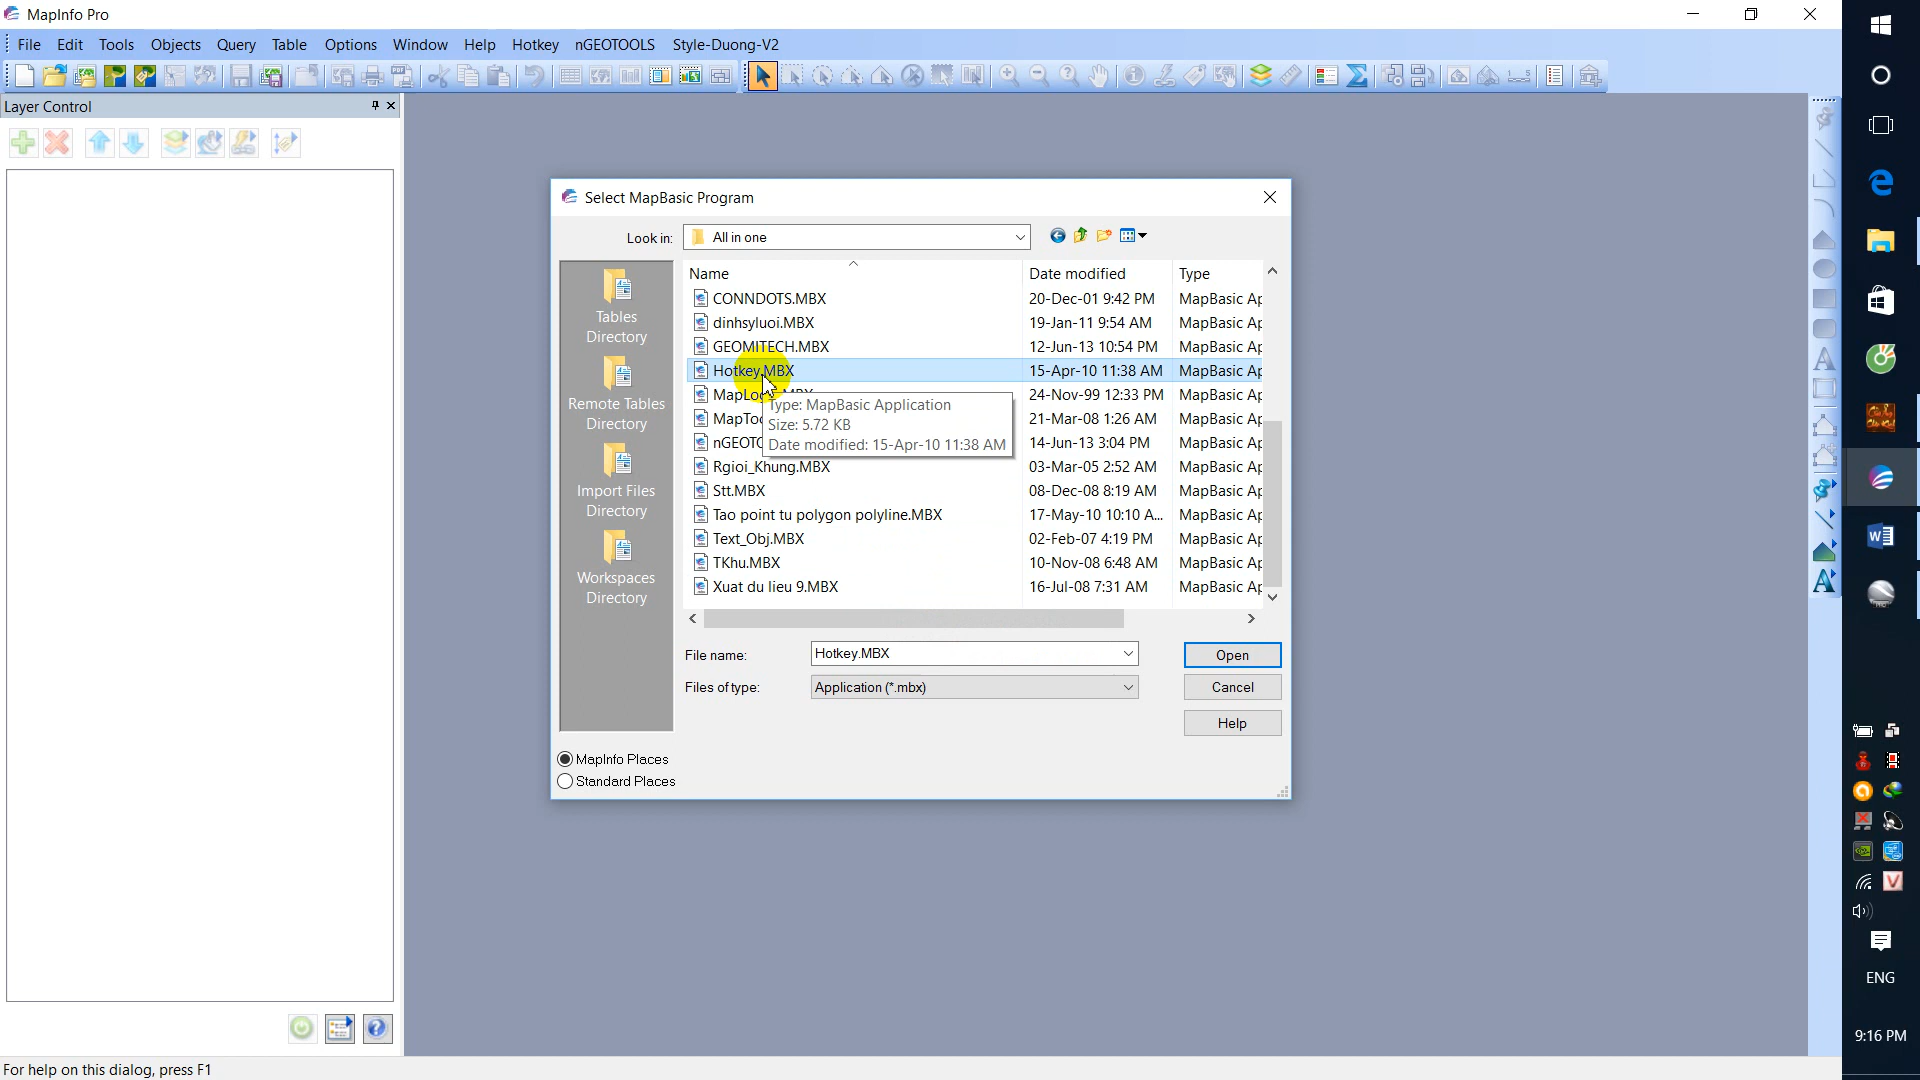 MapInfo Pro
File Edit Tools Objects Query Table Options Window Help Hotkey nGEOTOOLS Style-Duong-V2
Layer Control
Select MapBasic Program
Look in: All in one
Tables
Directory
Remote Tables
Directory
Import Files
Directory
Workspaces
Directory
Name Date modified Type
CONNDOTS.MBX 20-Dec-01 9:42 PM MapBasic Ap
dinhsyluoi.MBX 19-Jan-11 9:54 AM MapBasic Ap
GEOMITECH.MBX 12-Jun-13 10:54 PM MapBasic Ap
Hotkey.MBX 15-Apr-10 11:38 AM MapBasic Ap
24-Nov-99 12:33 PM MapBasic Ap
21-Mar-08 1:26 AM MapBasic Ap
14-Jun-13 3:04 PM MapBasic Ap
Rgioi_Khung.MBX 03-Mar-05 2:52 AM MapBasic Ap
Stt.MBX 08-Dec-08 8:19 AM MapBasic Ap
Tao point tu polygon polyline.MBX 17-May-10 10:10 A... MapBasic Ap
Text_Obj.MBX 02-Feb-07 4:19 PM MapBasic Ap
TKhu.MBX 10-Nov-08 6:48 AM MapBasic Ap
Xuat du lieu 9.MBX 16-Jul-08 7:31 AM MapBasic Ap
Type: MapBasic Application
Size: 5.72 KB
Date modified: 15-Apr-10 11:38 AM
File name: Hotkey.MBX Open
Files of type: Application (*.mbx) Cancel
Help
MapInfo Places
Standard Places
ENG
9:16 PM
For help on this dialog, press F1